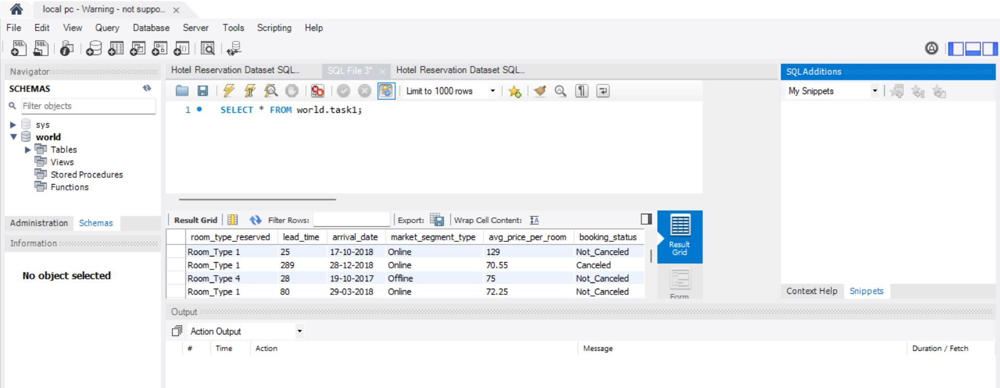 local pc - Warning - not suppo...
File Edit View Query Database Server Tools Scripting Help
Navigator
SCHEMAS
Filter objects
sys
world
Tables
Views
Stored Procedures
Functions
Administration Schemas
Information
No object selected
Hotel Reservation Dataset SQL... SQL File 3* Hotel Reservation Dataset SQL...
Limit to 1000 rows
1 SELECT * FROM world.task1;
Result Grid Filter Rows: Export: Wrap Cell Content:
room_type_reserved lead_time arrival_date market_segment_type avg_price_per_room booking_status
Room_Type 1 25 17-10-2018 Online 129 Not_Canceled
Room_Type 1 289 28-12-2018 Online 70.55 Canceled
Room_Type 4 28 19-10-2017 Offline 75 Not_Canceled
Room_Type 1 80 29-03-2018 Online 72.25 Not_Canceled
Result
Grid
Form
Output
Action Output
# Time Action Message Duration / Fetch
SQLAdditions
My Snippets
Context Help Snippets